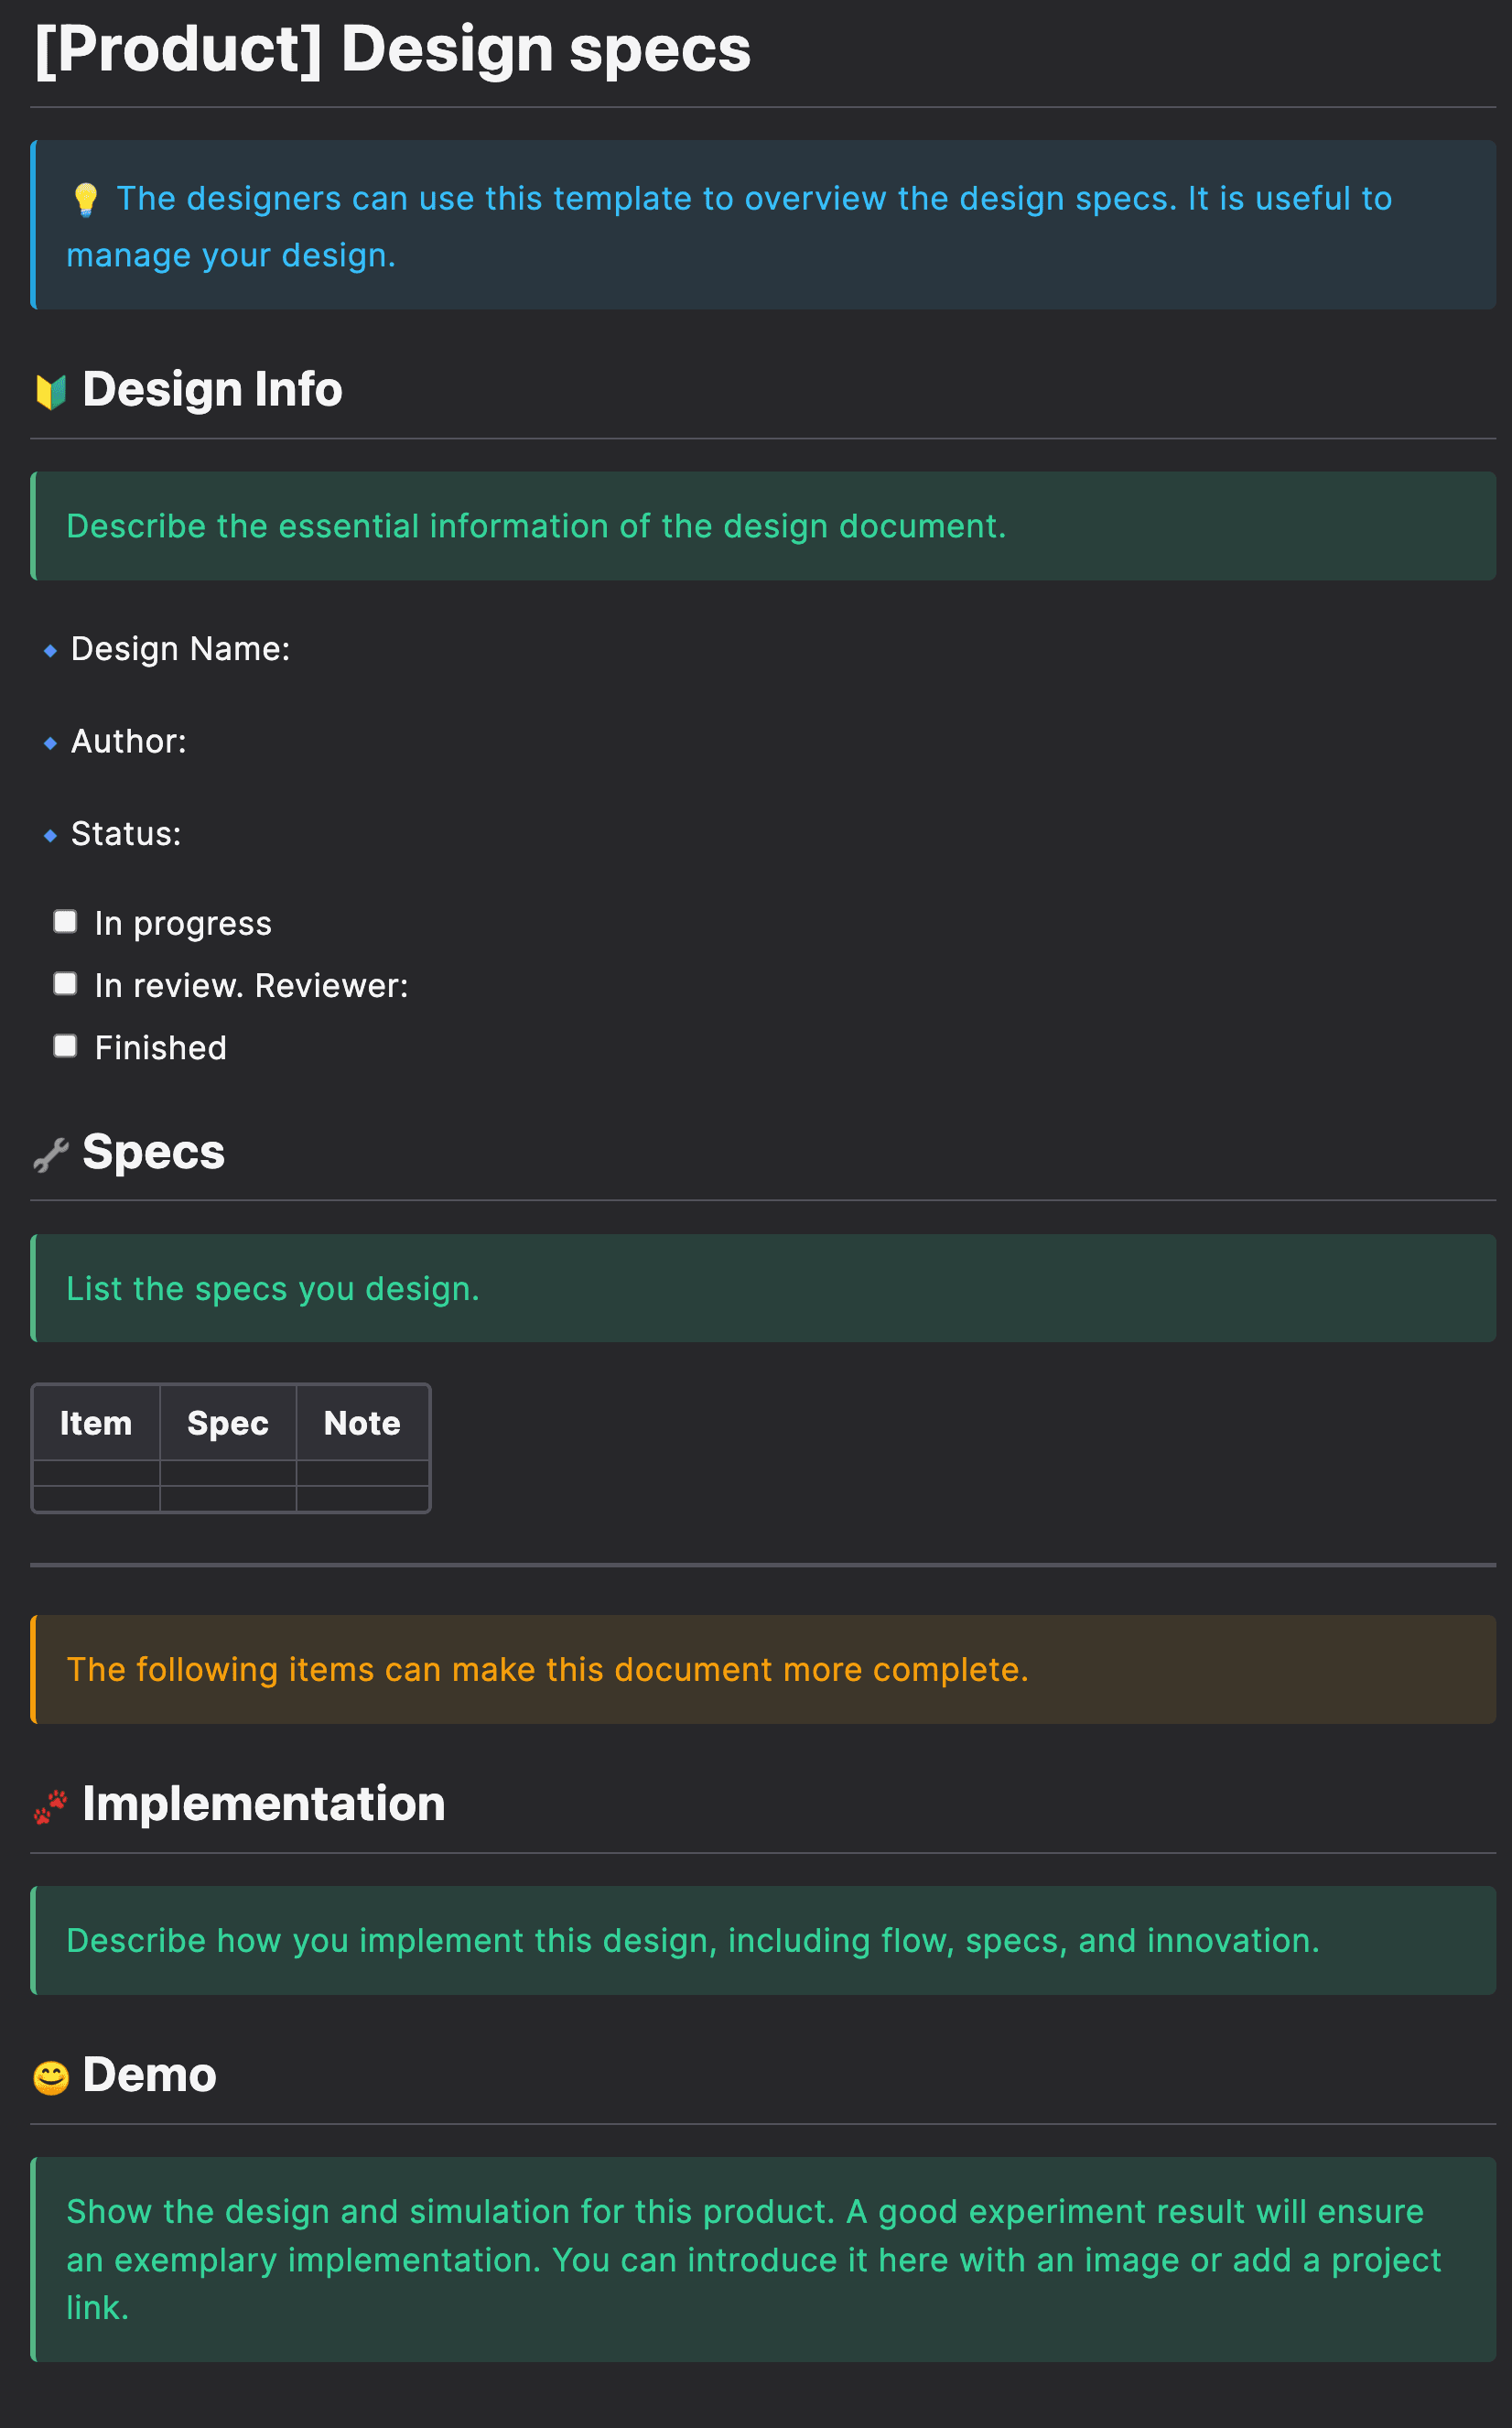 [Product] Design specs
💡 The designers can use this template to overview the design specs. It is useful to
manage your design.
🔰 Design Info
Describe the essential information of the design document.
🔹 Design Name:
🔹 Author:
🔹 Status:
In progress
In review. Reviewer:
Finished
🔧 Specs
List the specs you design.
Item Spec Note
The following items can make this document more complete.
🐾 Implementation
Describe how you implement this design, including flow, specs, and innovation.
😊 Demo
Show the design and simulation for this product. A good experiment result will ensure
an exemplary implementation. You can introduce it here with an image or add a project
link.